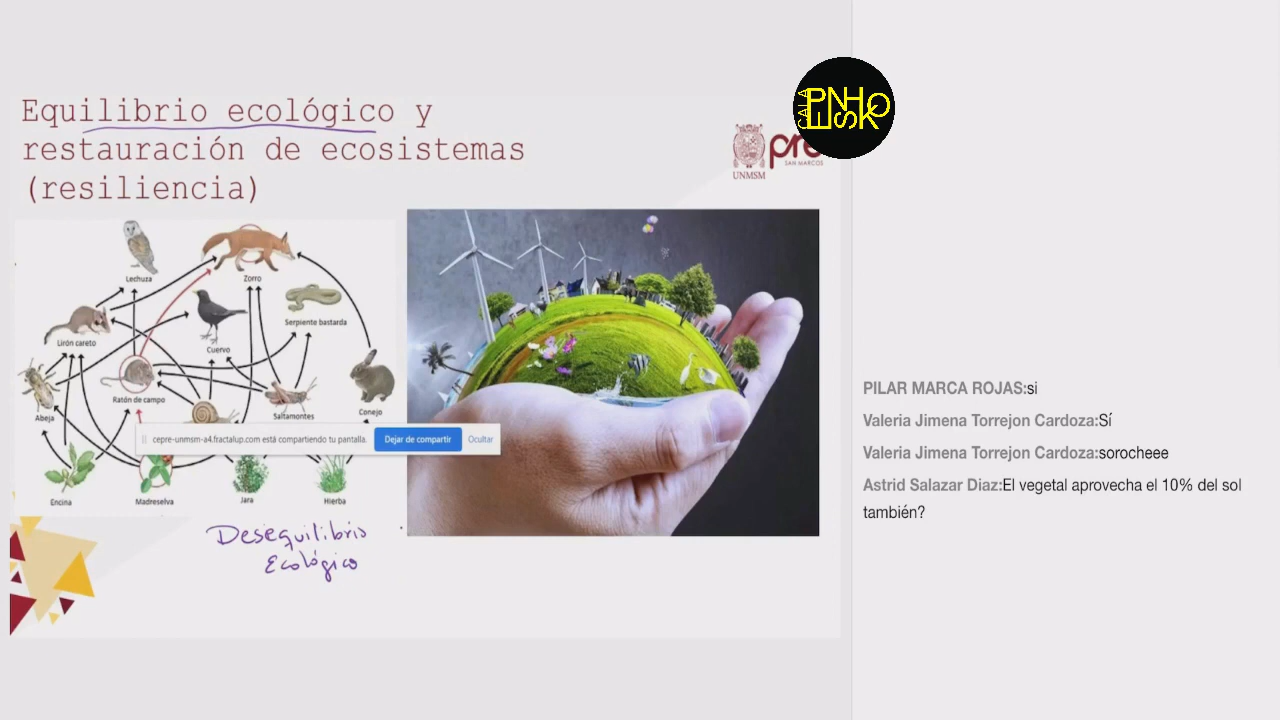 Equilibrio ecológico y
restauración de ecosistemas
(resiliencia)
UNMSM
pre
SAN MARCOS
CALA
PENSHKO
Lechuza
Zorro
Serpiente bastarda
Lirón careto
Cuervo
Ratón de campo
Abeja
Saltamontes
Conejo
cepre-unmsm-a4.fractalup.com está compartiendo tu pantalla.
Dejar de compartir
Ocultar
Encina
Madreselva
Jara
Hierba
Desequilibrio
Ecológico
PILAR MARCA ROJAS:si
Valeria Jimena Torrejon Cardoza:Sí
Valeria Jimena Torrejon Cardoza:sorocheee
Astrid Salazar Diaz:El vegetal aprovecha el 10% del sol
también?